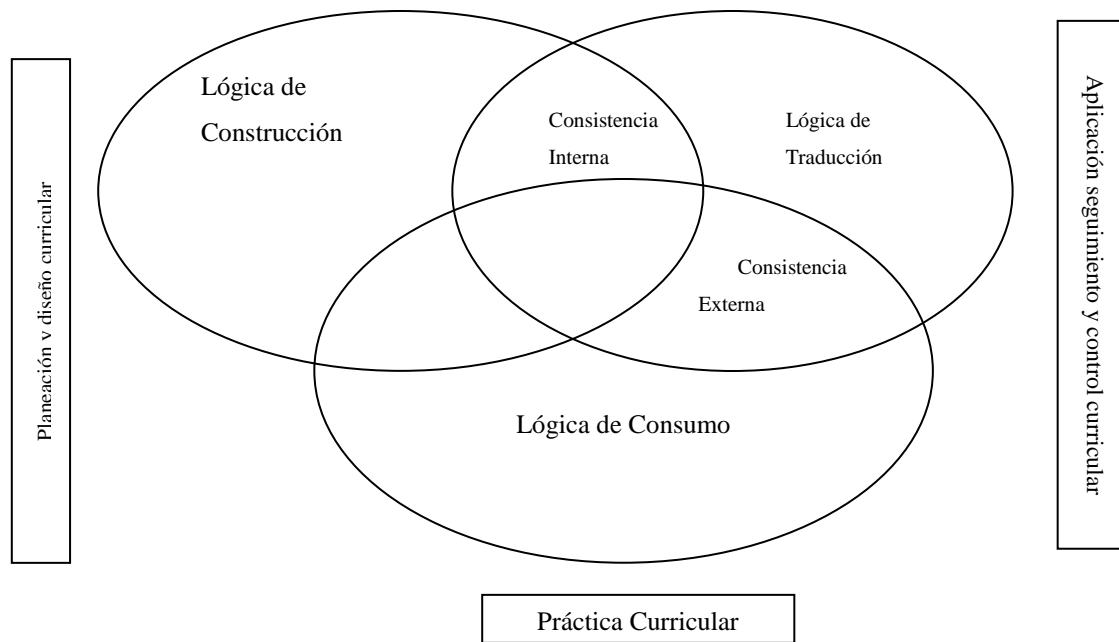 Lógica de
Construcción
Consistencia
Interna
Lógica de
Traducción
Consistencia
Externa
Lógica de Consumo
Planeación y diseño curricular
Aplicación seguimiento y control curricular
Práctica Curricular